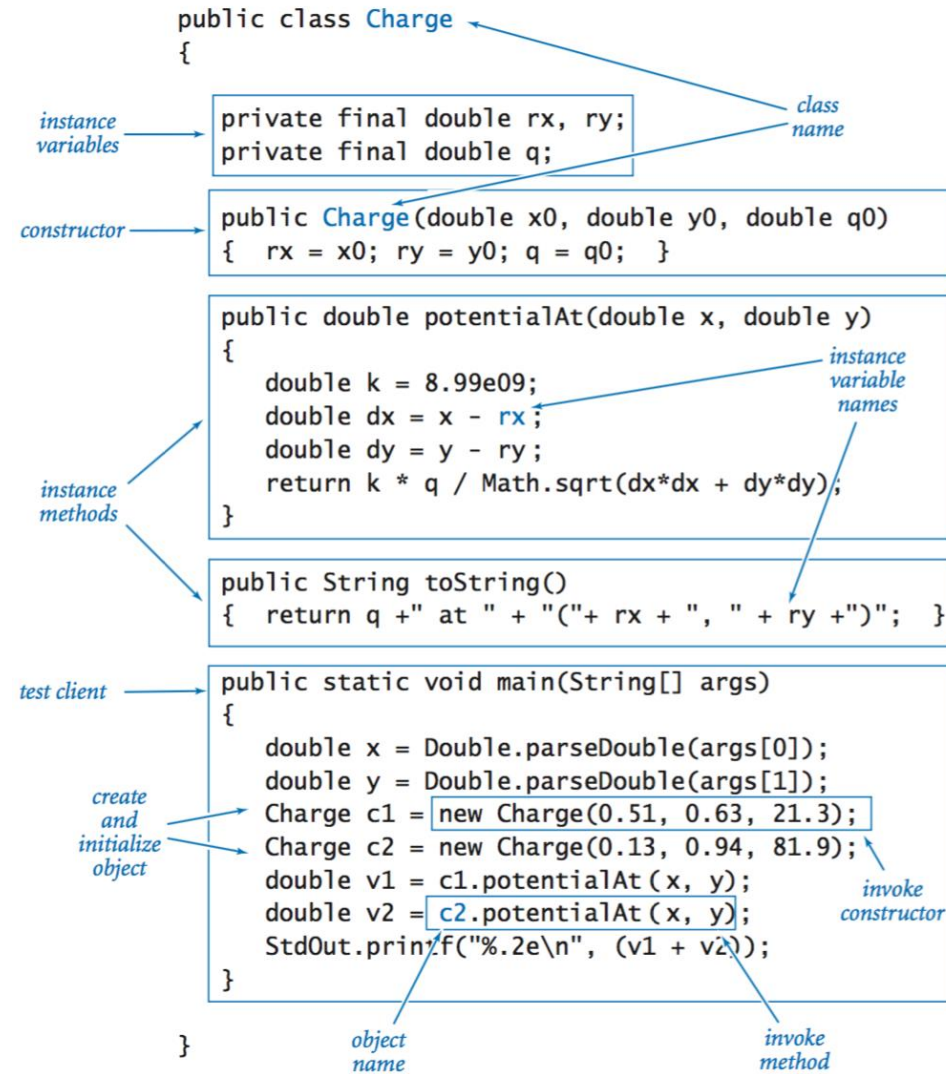 public class Charge
{
class
name
instance
variables
private final double rx, ry;
private final double q;
constructor
public Charge(double x0, double y0, double q0)
{  rx = x0; ry = y0; q = q0;  }
public double potentialAt(double x, double y)
{
double k = 8.99e09;
double dx = x - rx;
double dy = y - ry;
return k * q / Math.sqrt(dx*dx + dy*dy);
}
instance
variable
names
instance
methods
public String toString()
{  return q +" at " + "("+ rx + ", " + ry +")";  }
test client
public static void main(String[] args)
{
double x = Double.parseDouble(args[0]);
double y = Double.parseDouble(args[1]);
Charge c1 = new Charge(0.51, 0.63, 21.3);
Charge c2 = new Charge(0.13, 0.94, 81.9);
double v1 = c1.potentialAt(x, y);
double v2 = c2.potentialAt(x, y);
StdOut.printf("%.2e\n", (v1 + v2));
}
create
and
initialize
object
invoke
constructor
}
object
name
invoke
method